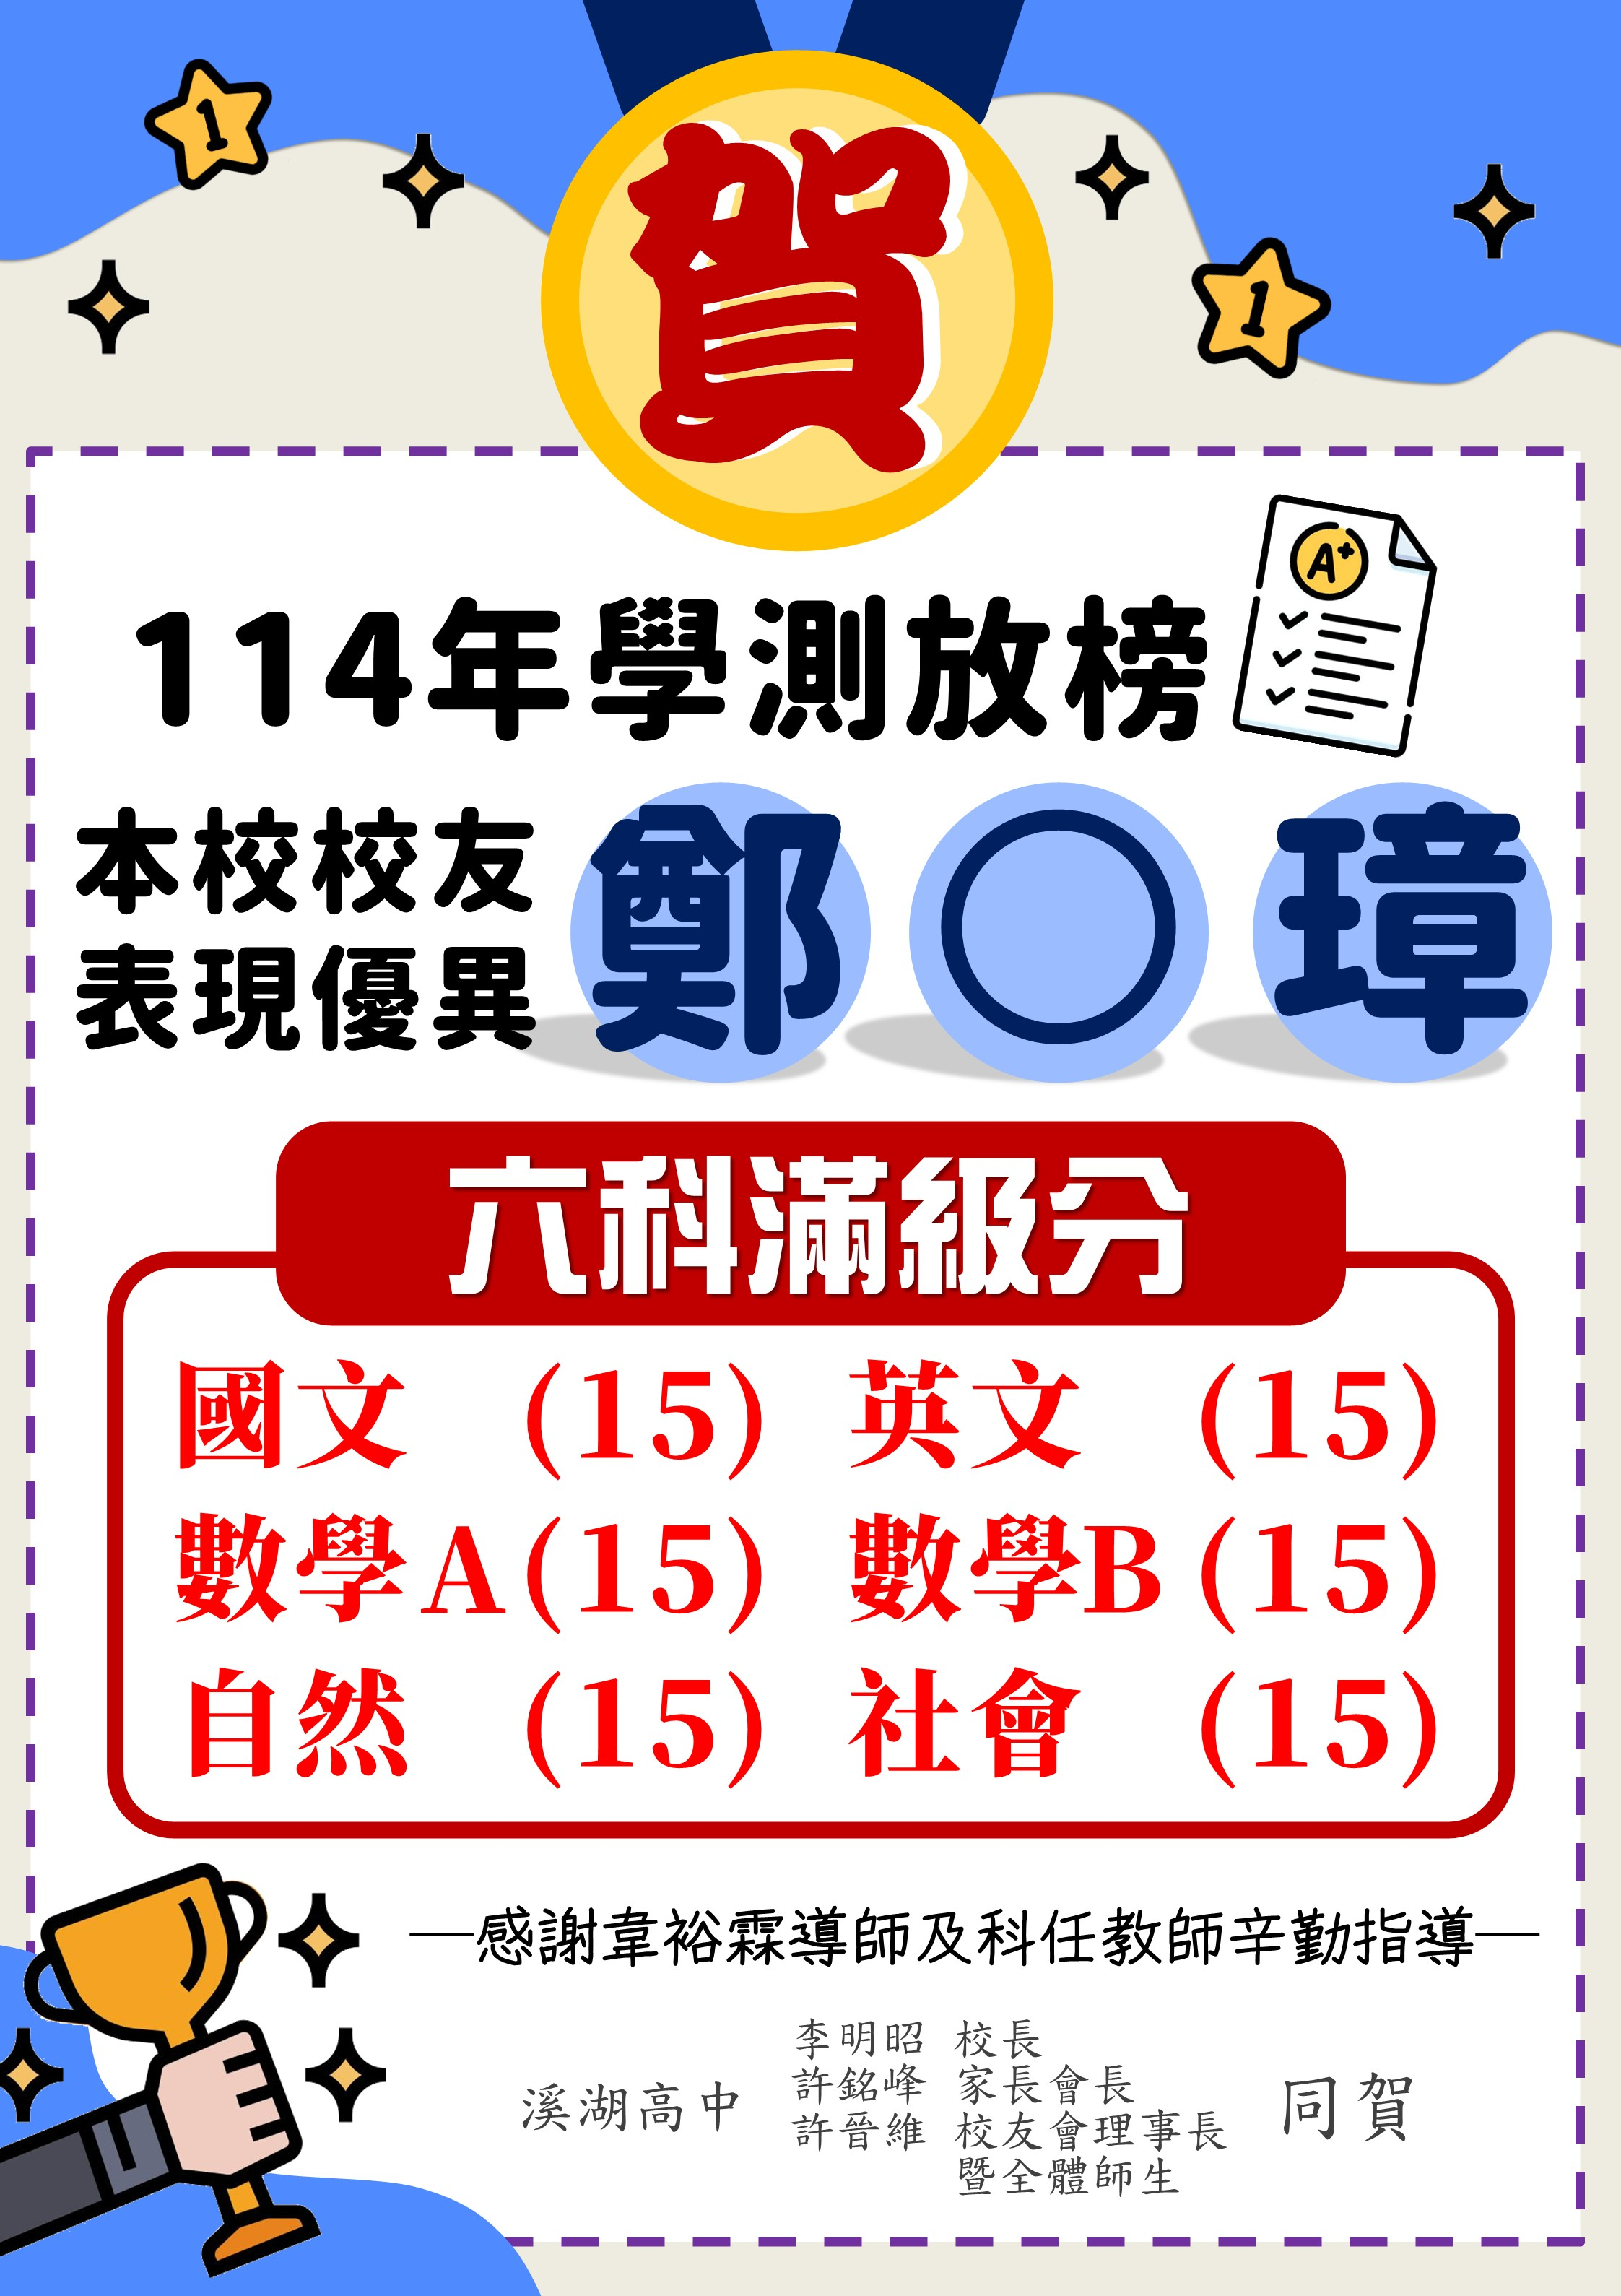 1
1
賀
A+
114年學測放榜
本校校友
表現優異
鄭○璋
六科滿級分
國文 (15) 英文 (15)
數學A(15) 數學B(15)
自然 (15) 社會 (15)
—感謝韋裕霖導師及科任教師辛勤指導—
溪湖高中
李明昭 校長
許銘峰 家長會長
許晉維 校友會理事長
暨全體師生
同賀